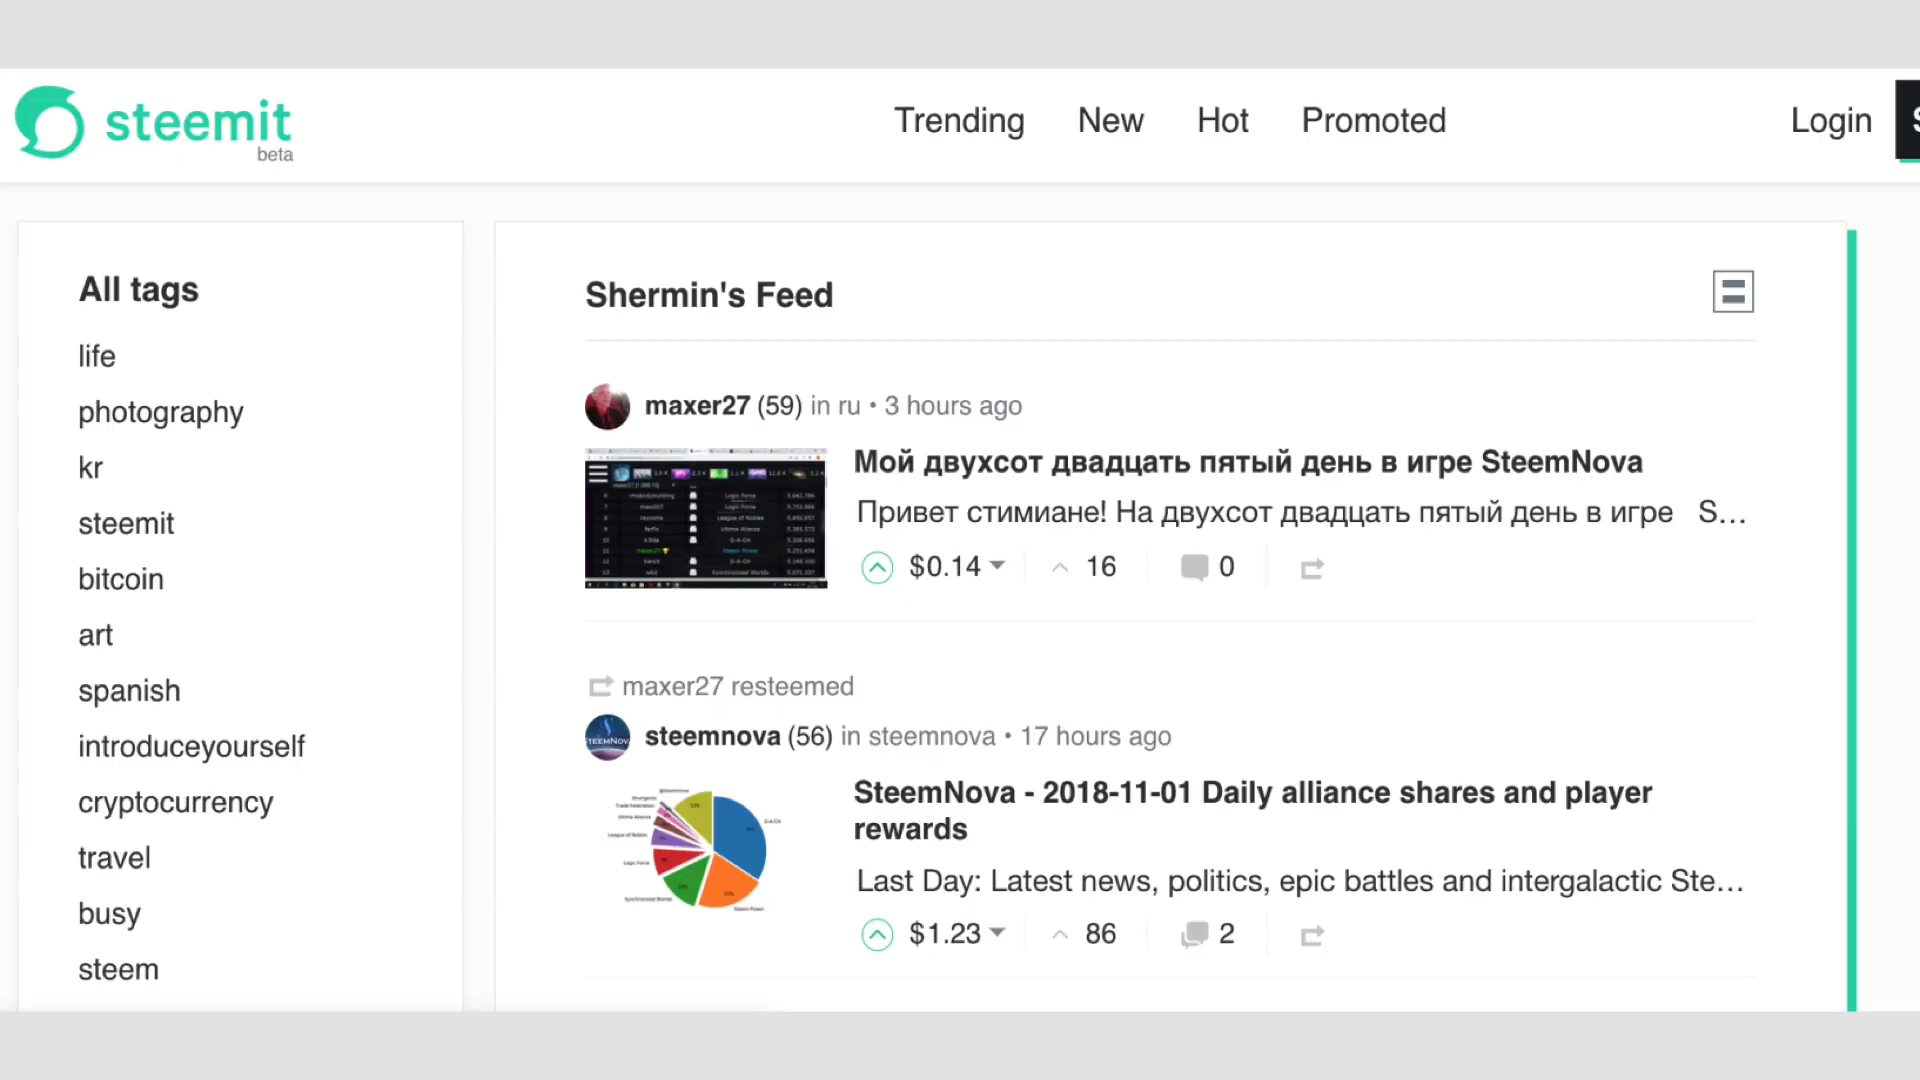 steemit
beta
Trending New Hot Promoted
Login
All tags
life
photography
kr
steemit
bitcoin
art
spanish
introduceyourself
cryptocurrency
travel
busy
steem
Shermin's Feed
maxer27 (59) in ru • 3 hours ago
Мой двухсот двадцать пятый день в игре SteemNova
Привет стимиане! На двухсот двадцать пятый день в игре S...
$0.14 16 0
maxer27 resteemed
steemnova (56) in steemnova • 17 hours ago
SteemNova - 2018-11-01 Daily alliance shares and player
rewards
Last Day: Latest news, politics, epic battles and intergalactic Ste...
$1.23 86 2